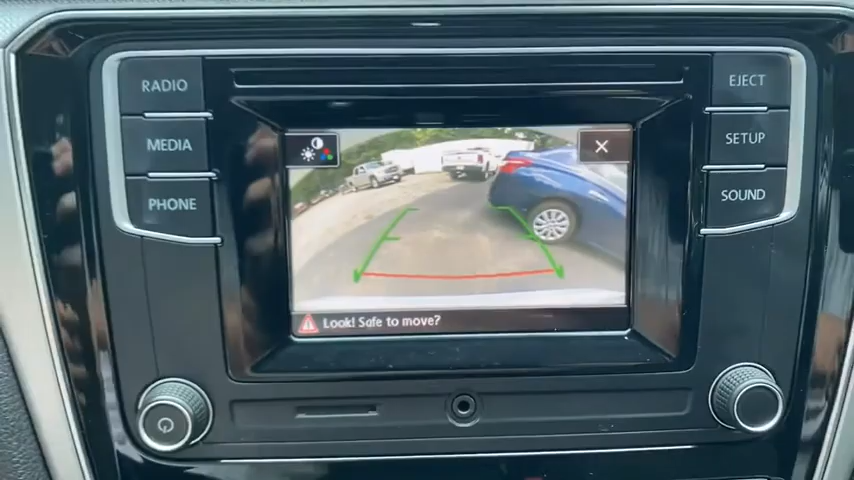 RADIO
EJECT
MEDIA
SETUP
PHONE
SOUND
Look! Safe to move?